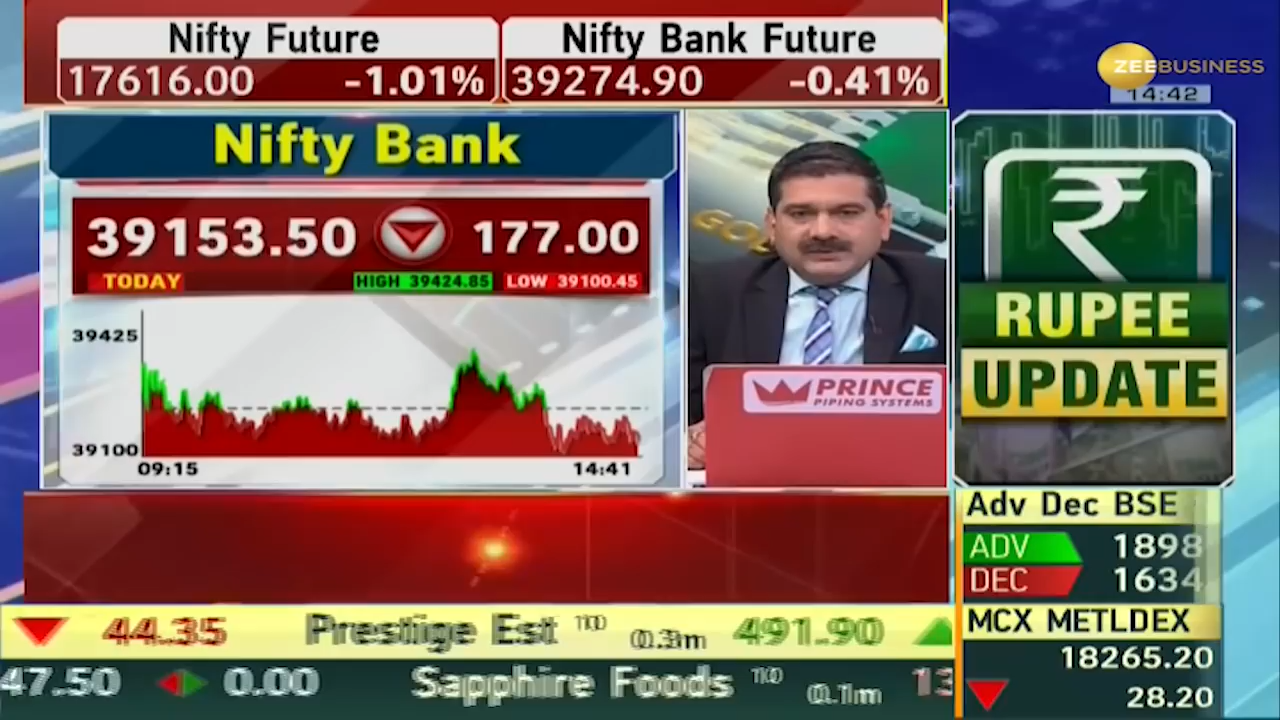 Nifty Future
17616.00 -1.01%
Nifty Bank Future
39274.90 -0.41%
ZEEBUSINESS
14:42
Nifty Bank
39153.50 177.00
TODAY HIGH 39424.85 LOW 39100.45
39425
39100
09:15 14:41
GOL
PRINCE
PIPING SYSTEMS
₹
RUPEE
UPDATE
Adv Dec BSE
ADV 1898
DEC 1634
MCX METLDEX
18265.20
28.20
44.35 Prestige Est 0.3m 491.90
47.50 0.00 Sapphire Foods 0.1m 13